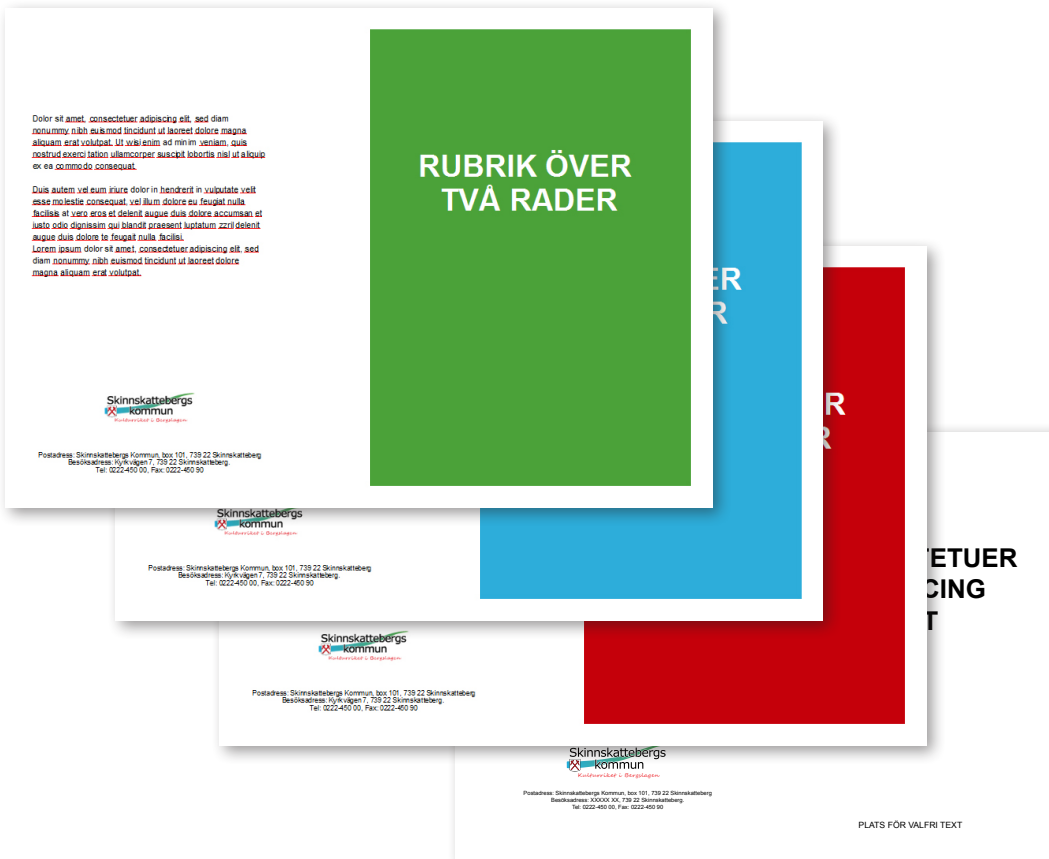 Dolor sit amet, consectetuer adipiscing elit, sed diam
nonummy nibh euismod tincidunt ut laoreet dolore magna
aliquam erat volutpat. Ut wisi enim ad minim veniam, quis
nostrud exerci tation ullamcorper suscipit lobortis nisl ut aliquip
ex ea commodo consequat.
Duis autem vel eum iriure dolor in hendrerit in vulputate velit
esse molestie consequat, vel illum dolore eu feugiat nulla
facilisis at vero eros et delenit augue duis dolore accumsan et
iusto odio dignissim qui blandit praesent luptatum zzril delenit
augue duis dolore te feugait nulla facilisi.
Lorem ipsum dolor sit amet, consectetuer adipiscing elit, sed
diam nonummy nibh euismod tincidunt ut laoreet dolore
magna aliquam erat volutpat.
Skinnskattebergs
kommun
Kulturriket i Bergslagen
Postadress: Skinnskattebergs Kommun, box 101, 739 22 Skinnskatteberg
Besöksadress: Kyrkvägen 7, 739 22 Skinnskatteberg.
Tel: 0222-450 00, Fax: 0222-450 90
RUBRIK ÖVER
TVÅ RADER
ER
R
Skinnskattebergs
kommun
Kulturriket i Bergslagen
Postadress: Skinnskattebergs Kommun, box 101, 739 22 Skinnskatteberg
Besöksadress: Kyrkvägen 7, 739 22 Skinnskatteberg.
Tel: 0222-450 00, Fax: 0222-450 90
R
R
Skinnskattebergs
kommun
Kulturriket i Bergslagen
Postadress: Skinnskattebergs Kommun, box 101, 739 22 Skinnskatteberg
Besöksadress: Kyrkvägen 7, 739 22 Skinnskatteberg.
Tel: 0222-450 00, Fax: 0222-450 90
ETUER
CING
T
Skinnskattebergs
kommun
Kulturriket i Bergslagen
Postadress: Skinnskattebergs Kommun, box 101, 739 22 Skinnskatteberg
Besöksadress: XXXXX XX, 739 22 Skinnskatteberg.
Tel: 0222-450 00, Fax: 0222-450 90
PLATS FÖR VALFRI TEXT